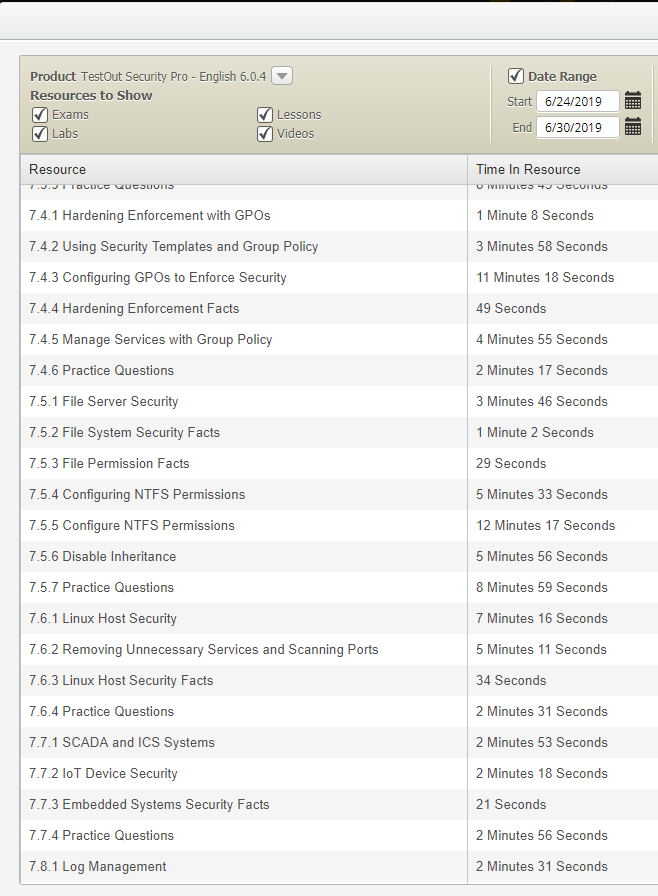 Product TestOut Security Pro - English 6.0.4
Resources to Show
Exams Lessons
Labs Videos
Date Range
Start 6/24/2019
End 6/30/2019
Resource Time In Resource
Practice Questions Minutes Seconds
7.4.1 Hardening Enforcement with GPOs 1 Minute 8 Seconds
7.4.2 Using Security Templates and Group Policy 3 Minutes 58 Seconds
7.4.3 Configuring GPOs to Enforce Security 11 Minutes 18 Seconds
7.4.4 Hardening Enforcement Facts 49 Seconds
7.4.5 Manage Services with Group Policy 4 Minutes 55 Seconds
7.4.6 Practice Questions 2 Minutes 17 Seconds
7.5.1 File Server Security 3 Minutes 46 Seconds
7.5.2 File System Security Facts 1 Minute 2 Seconds
7.5.3 File Permission Facts 29 Seconds
7.5.4 Configuring NTFS Permissions 5 Minutes 33 Seconds
7.5.5 Configure NTFS Permissions 12 Minutes 17 Seconds
7.5.6 Disable Inheritance 5 Minutes 56 Seconds
7.5.7 Practice Questions 8 Minutes 59 Seconds
7.6.1 Linux Host Security 7 Minutes 16 Seconds
7.6.2 Removing Unnecessary Services and Scanning Ports 5 Minutes 11 Seconds
7.6.3 Linux Host Security Facts 34 Seconds
7.6.4 Practice Questions 2 Minutes 31 Seconds
7.7.1 SCADA and ICS Systems 2 Minutes 53 Seconds
7.7.2 IoT Device Security 2 Minutes 18 Seconds
7.7.3 Embedded Systems Security Facts 21 Seconds
7.7.4 Practice Questions 2 Minutes 56 Seconds
7.8.1 Log Management 2 Minutes 31 Seconds